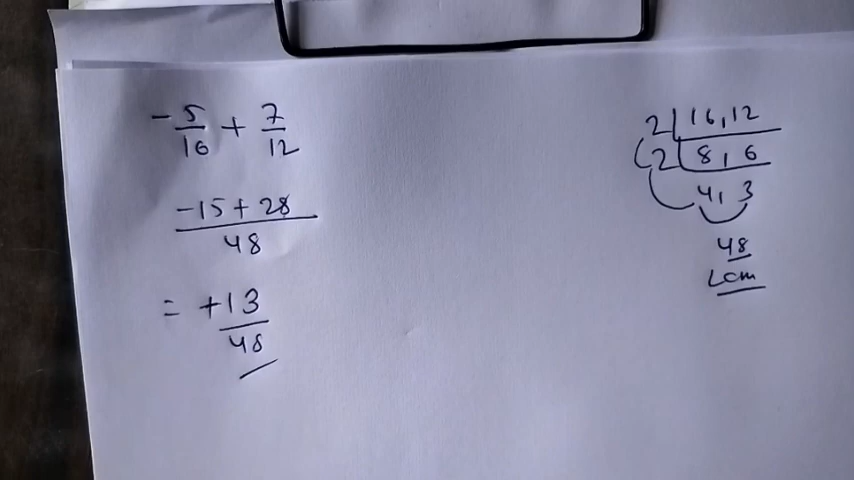 -5/16 + 7/12
-15 + 28/48
= +13/48
2 | 16, 12
2 | 8, 6
4, 3
48
Lcm